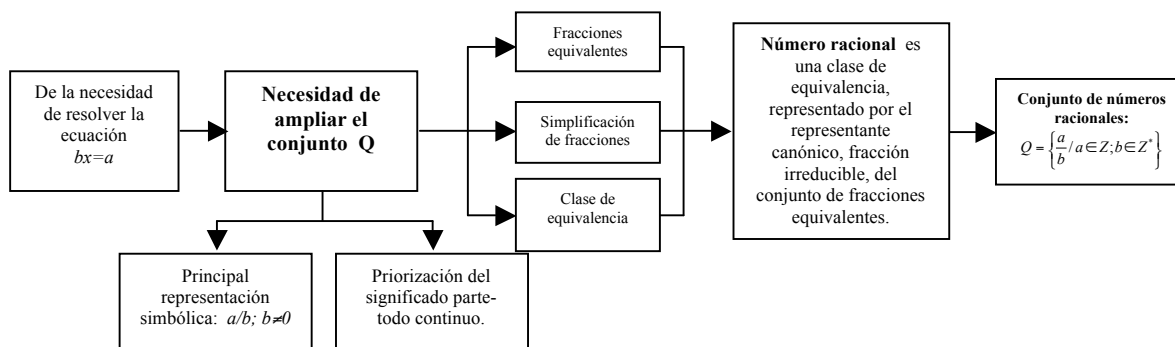 De la necesidad
de resolver la
ecuación
bx=a
Necesidad de
ampliar el
conjunto Q
Fracciones
equivalentes
Simplificación
de fracciones
Clase de
equivalencia
Número racional es
una clase de
equivalencia,
representado por el
representante
canónico, fracción
irreducible, del
conjunto de fracciones
equivalentes.
Conjunto de números
racionales:
Q = {a/b / a ∈ Z; b ∈ Z*}
Principal
representación
simbólica: a/b; b≠0
Priorización del
significado parte-
todo continuo.